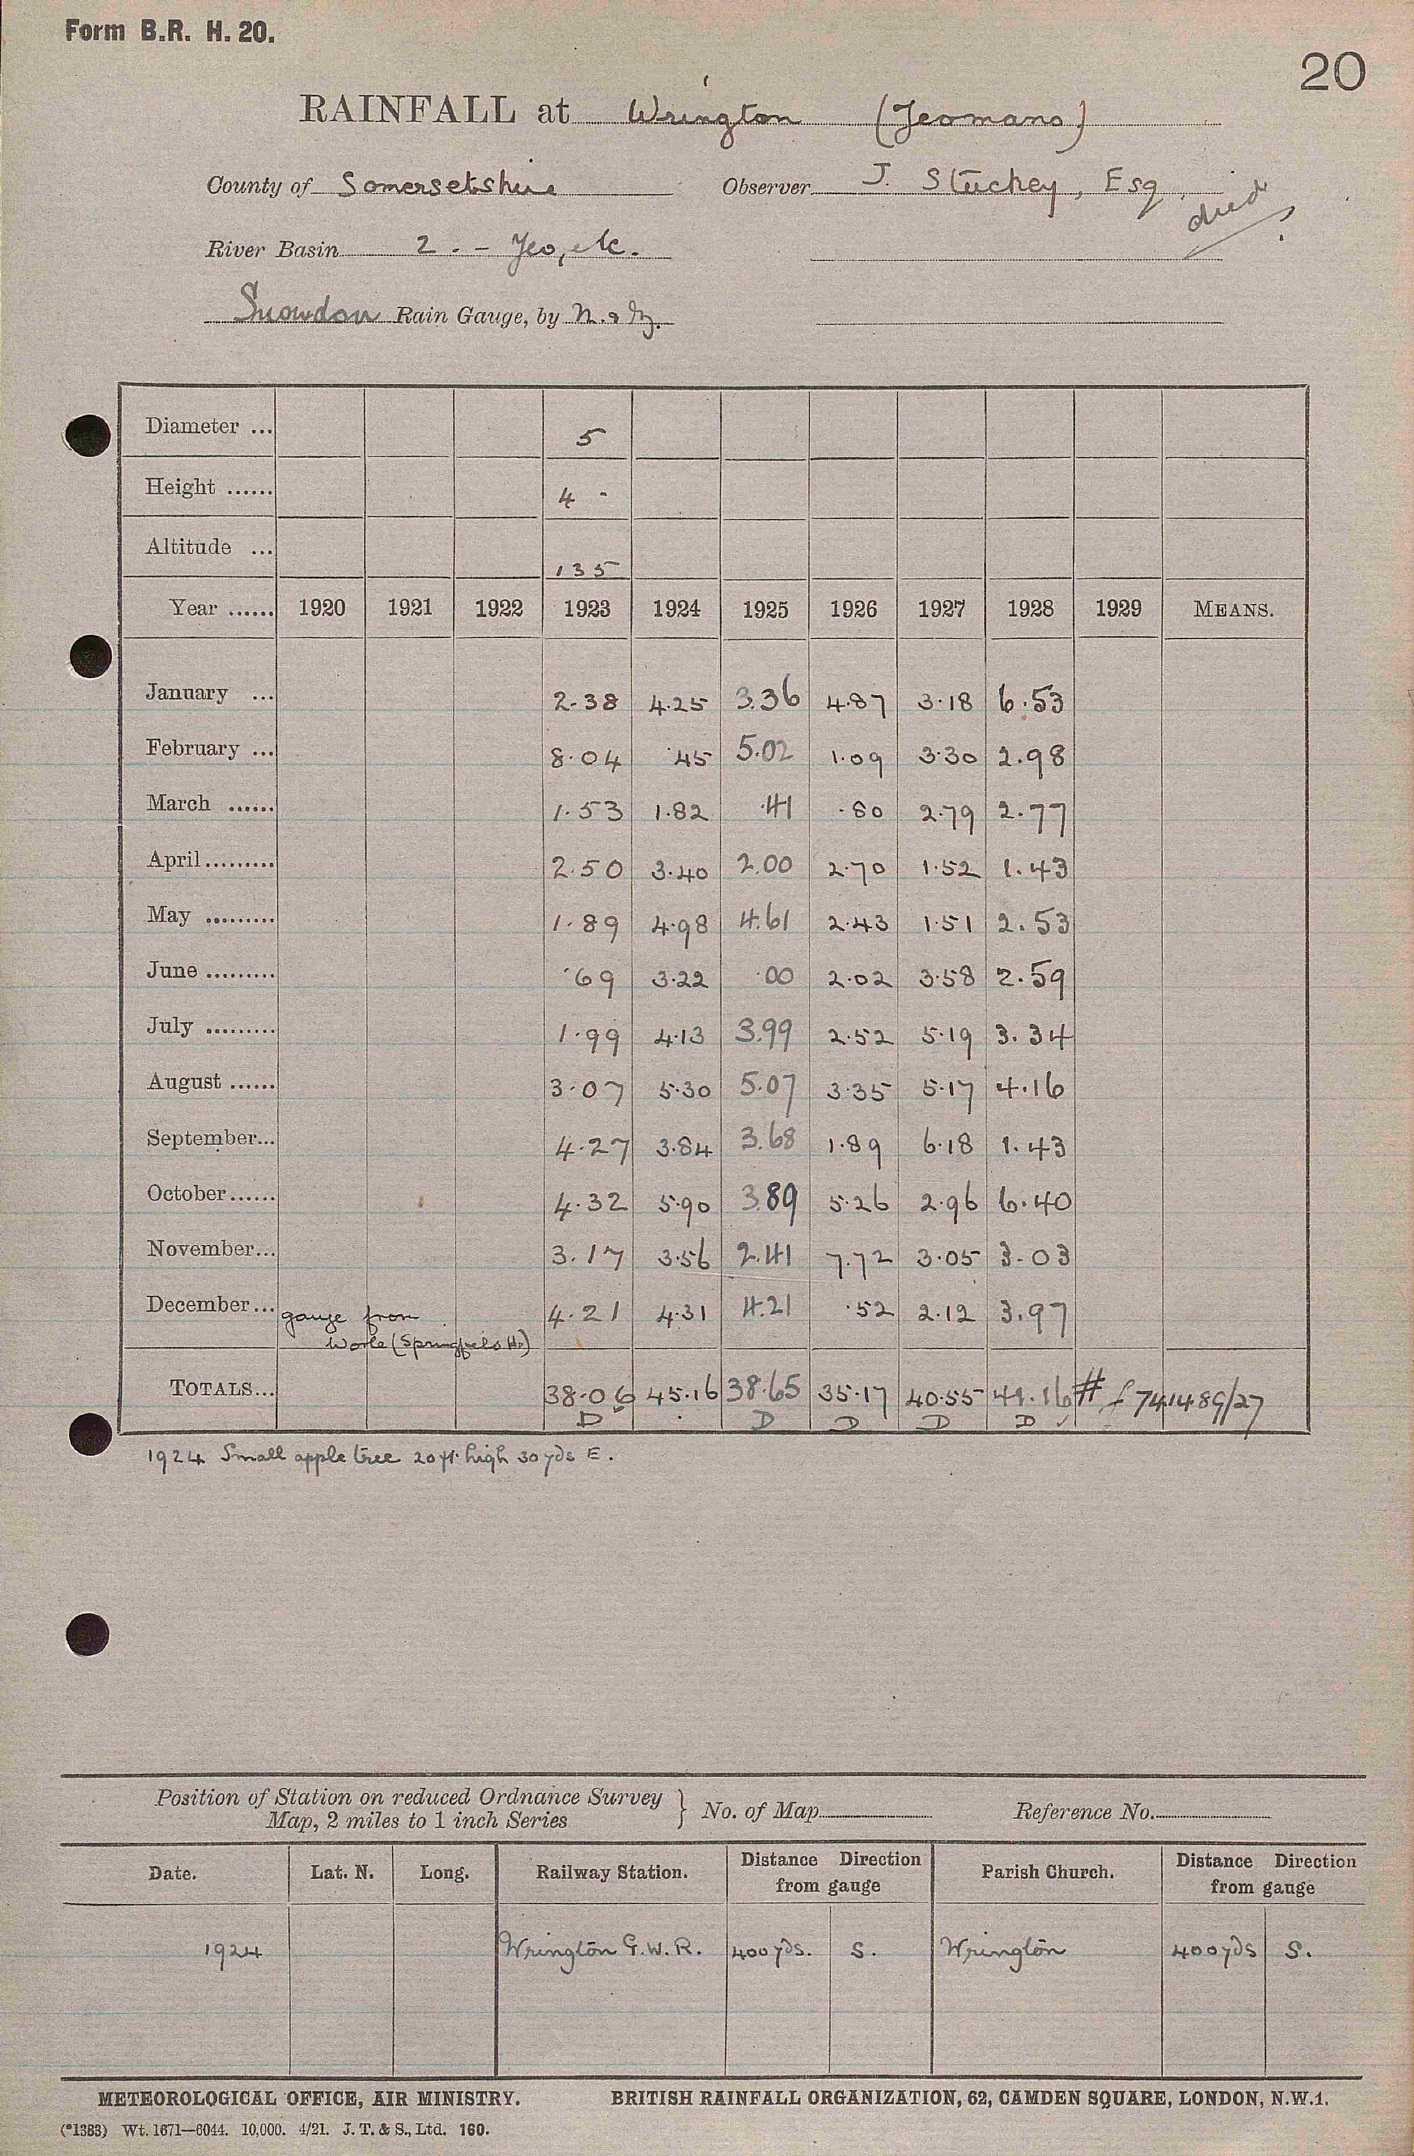 Form B.R. H. 20.
20
RAINFALL at Wrington (Yeomans)
County of Somersetshire Observer J. Stuckey, Esq.
died
River Basin 2. - Yeo, etc.
Snowdon Rain Gauge, by N. & Z.
Diameter ... 5
Height ...... 4 -
Altitude ... 135
Year ...... 1920 1921 1922 1923 1924 1925 1926 1927 1928 1929 MEANS.
January ... 2.38 4.25 3.36 4.87 3.18 6.53
February ... 8.04 .45 5.02 1.09 3.30 2.98
March ...... 1.53 1.82 .41 .80 2.79 2.77
April ......... 2.50 3.40 2.00 2.70 1.52 1.43
May ......... 1.89 4.98 4.61 2.43 1.51 2.53
June ......... .69 3.22 .00 2.02 3.58 2.59
July ......... 1.99 4.13 3.99 2.52 5.19 3.34
August ...... 3.07 5.30 5.07 3.35 5.17 4.16
September... 4.27 3.84 3.68 1.89 6.18 1.43
October ...... 4.32 5.90 3.89 5.26 2.96 6.40
November... 3.17 3.56 2.41 7.72 3.05 3.03
December... gauge from 4.21 4.31 4.21 .52 2.12 3.97
Worle
TOTALS... 38.06 45.16 38.65 35.17 40.55 41.16 # f 741489/27
D D D D D
1924 Small apple tree 20 ft. high 30 yds E.
Position of Station on reduced Ordnance Survey
Map, 2 miles to 1 inch Series } No. of Map Reference No.
Date. Lat. N. Long. Railway Station. Distance Direction from gauge Parish Church. Distance Direction from gauge
1924 Wrington G.W.R. 400 yds. S. Wrington 400 yds S.
METEOROLOGICAL OFFICE, AIR MINISTRY. BRITISH RAINFALL ORGANIZATION, 62, CAMDEN SQUARE, LONDON, N.W.1.
(*1383) Wt. 1671—6044. 10,000. 4/21. J. T. & S., Ltd. 160.